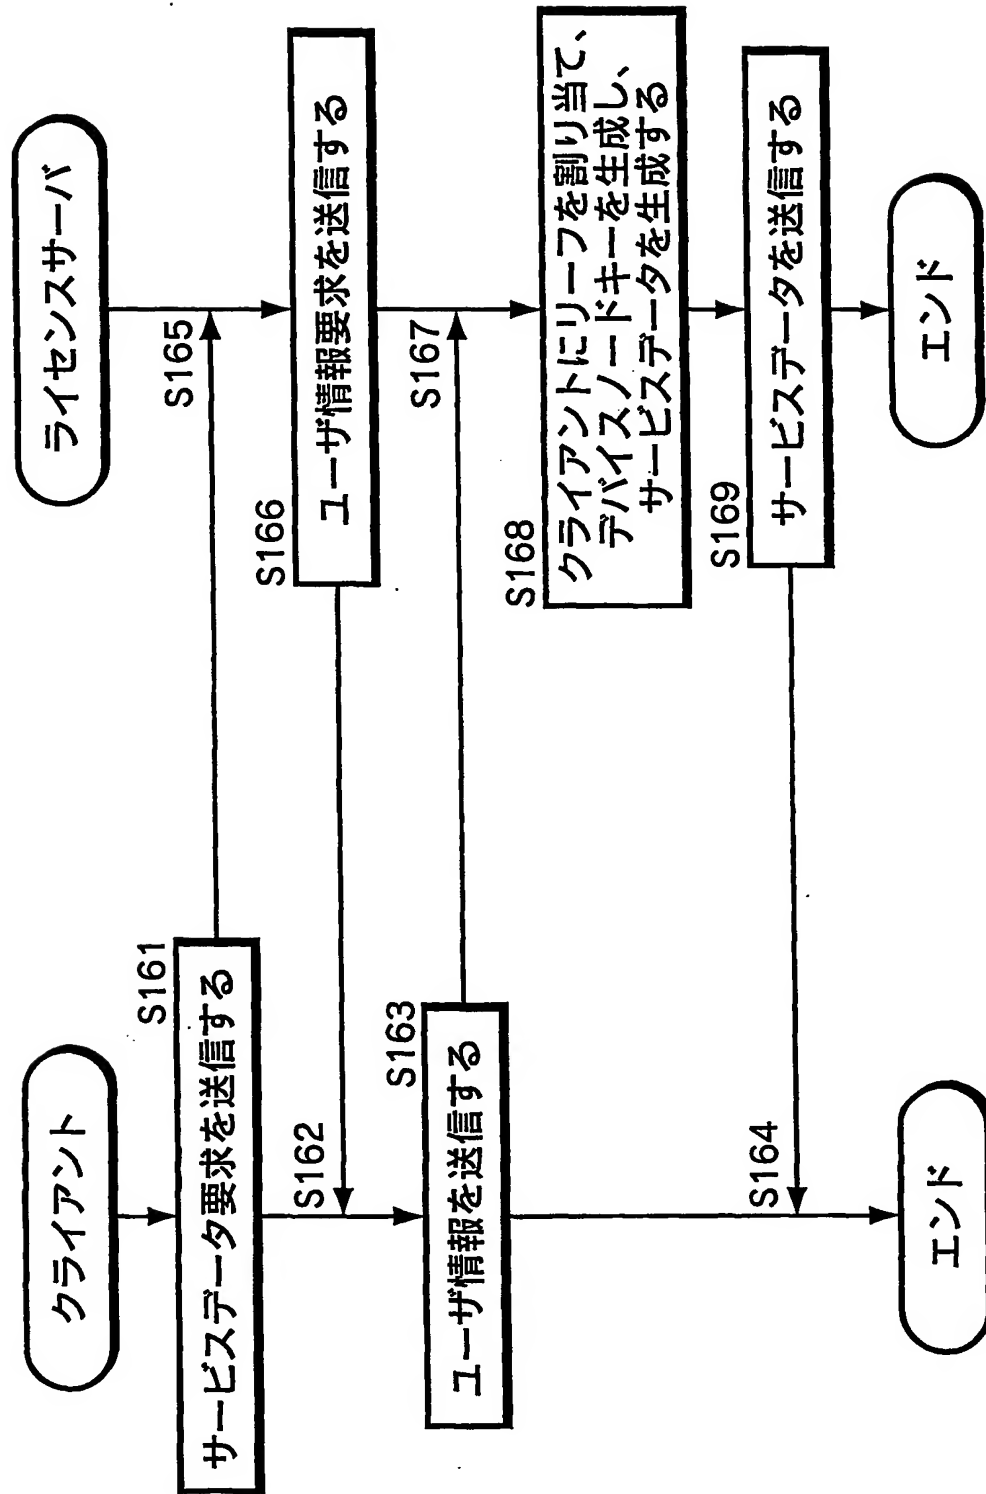 クライアント
ライセンスサーバ
S161
サービスデータ要求を送信する
S165
S166
ユーザ情報要求を送信する
S162
S163
ユーザ情報を送信する
S167
S168
クライアントにリーフを割り当て、
デバイスノードキーを生成し、
サービスデータを生成する
S169
サービスデータを送信する
S164
エンド
エンド